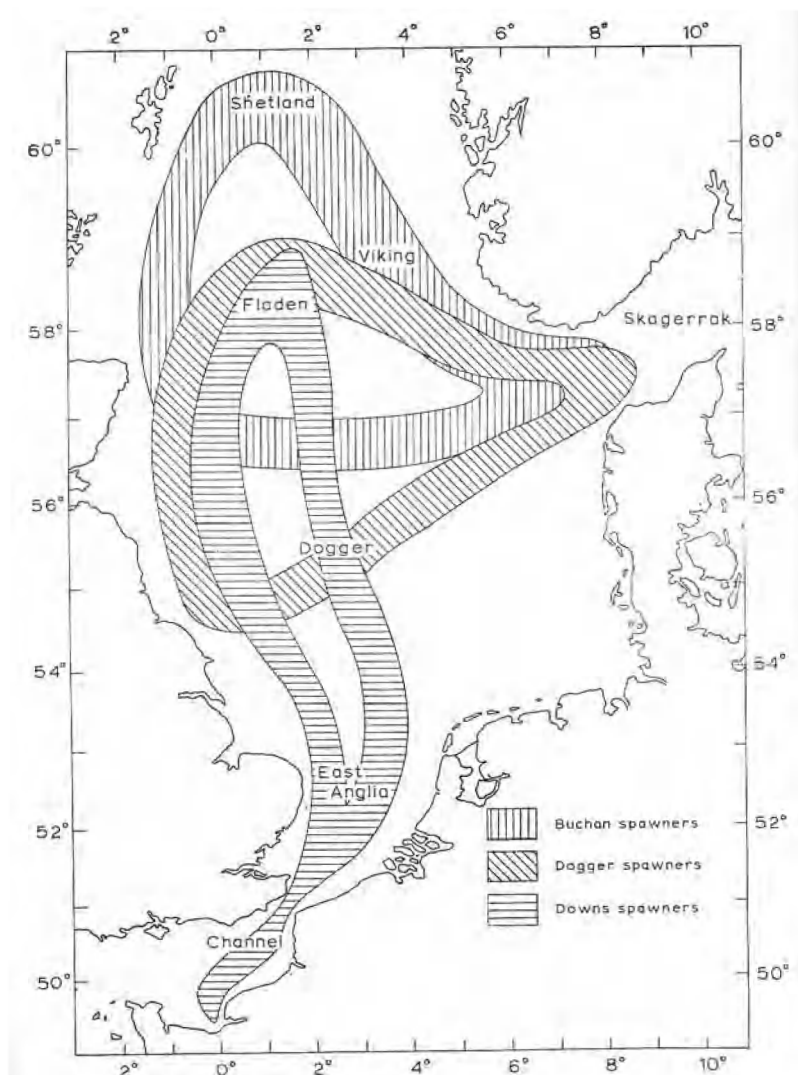 2° 0° 2° 4° 6° 8° 10°
Shetland
60° 60°
Viking
Fladen
58° Skagerrak 58°
56° 56°
Dogger
54° 54°
East
Anglia
Buchan spawners
52° 52°
Dogger spawners
Downs spawners
Channel
50° 50°
2° 0° 2° 4° 6° 8° 10°